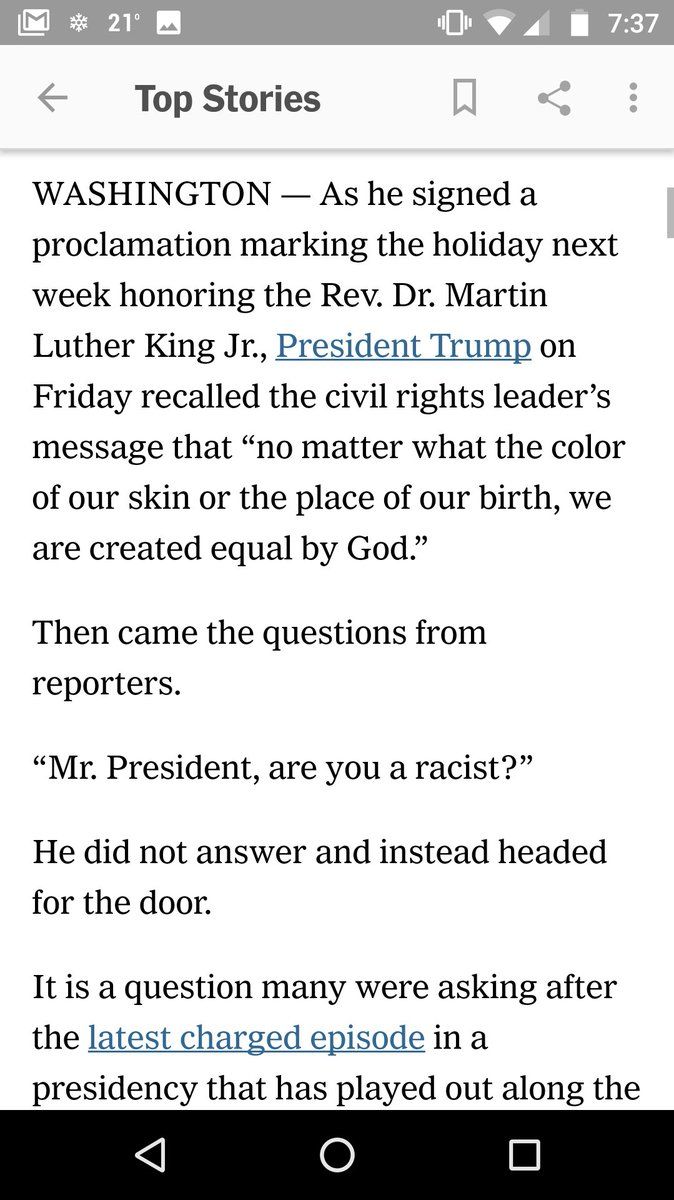 21° 7:37
Top Stories
WASHINGTON — As he signed a
proclamation marking the holiday next
week honoring the Rev. Dr. Martin
Luther King Jr., President Trump on
Friday recalled the civil rights leader’s
message that “no matter what the color
of our skin or the place of our birth, we
are created equal by God.”
Then came the questions from
reporters.
“Mr. President, are you a racist?”
He did not answer and instead headed
for the door.
It is a question many were asking after
the latest charged episode in a
presidency that has played out along the